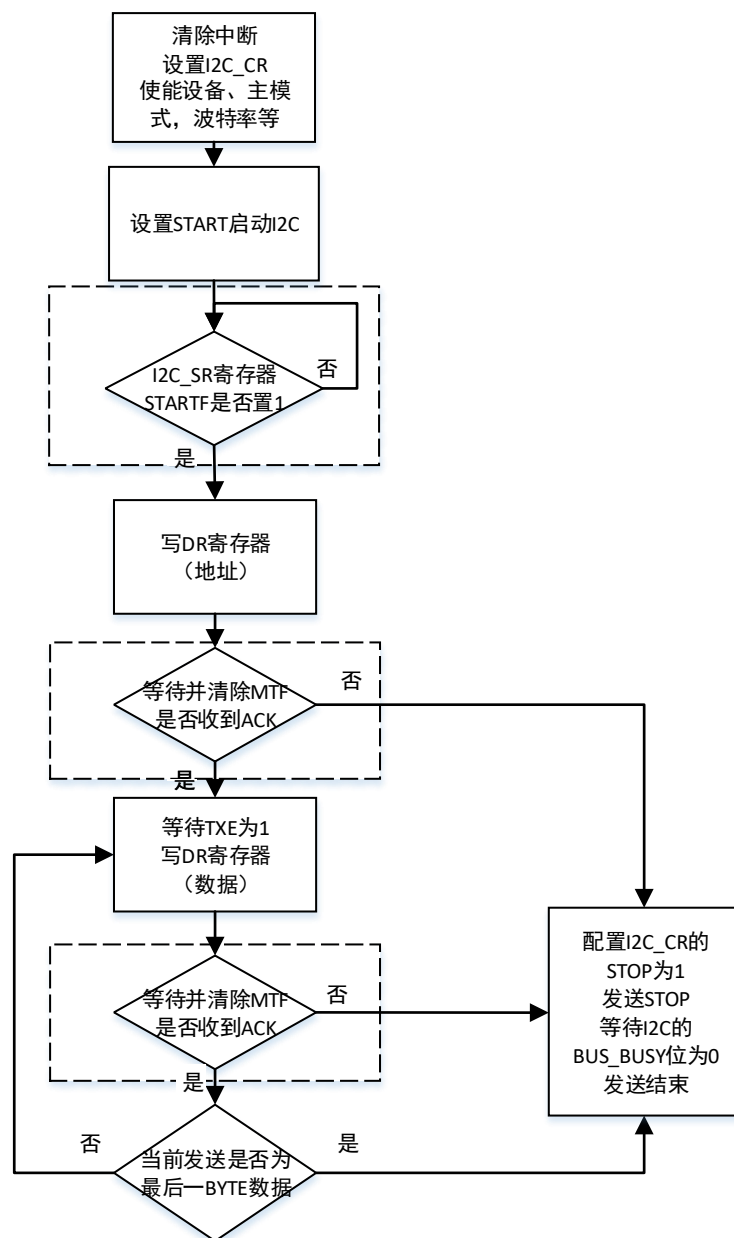 清除中断
设置I2C_CR
使能设备、主模
式，波特率等
设置START启动I2C
I2C_SR寄存器
STARTF是否置1
否
是
写DR寄存器
（地址）
等待并清除MTF
是否收到ACK
否
是
等待TXE为1
写DR寄存器
（数据）
等待并清除MTF
是否收到ACK
否
是
配置I2C_CR的
STOP为1
发送STOP
等待I2C的
BUS_BUSY位为0
发送结束
当前发送是否为
最后一BYTE数据
否
是